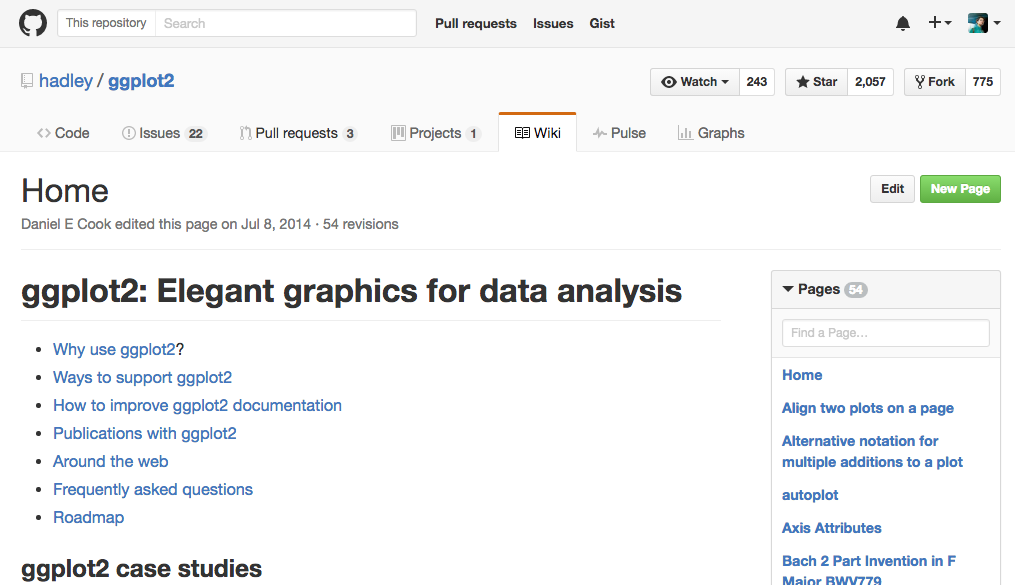 This repository Search Pull requests Issues Gist
hadley / ggplot2 Watch 243 Star 2,057 Fork 775
Code Issues 22 Pull requests 3 Projects 1 Wiki Pulse Graphs
Home Edit New Page
Daniel E Cook edited this page on Jul 8, 2014 · 54 revisions
ggplot2: Elegant graphics for data analysis
Why use ggplot2?
Ways to support ggplot2
How to improve ggplot2 documentation
Publications with ggplot2
Around the web
Frequently asked questions
Roadmap
ggplot2 case studies
Pages 54
Find a Page…
Home
Align two plots on a page
Alternative notation for
multiple additions to a plot
autoplot
Axis Attributes
Bach 2 Part Invention in F
Major BWV779